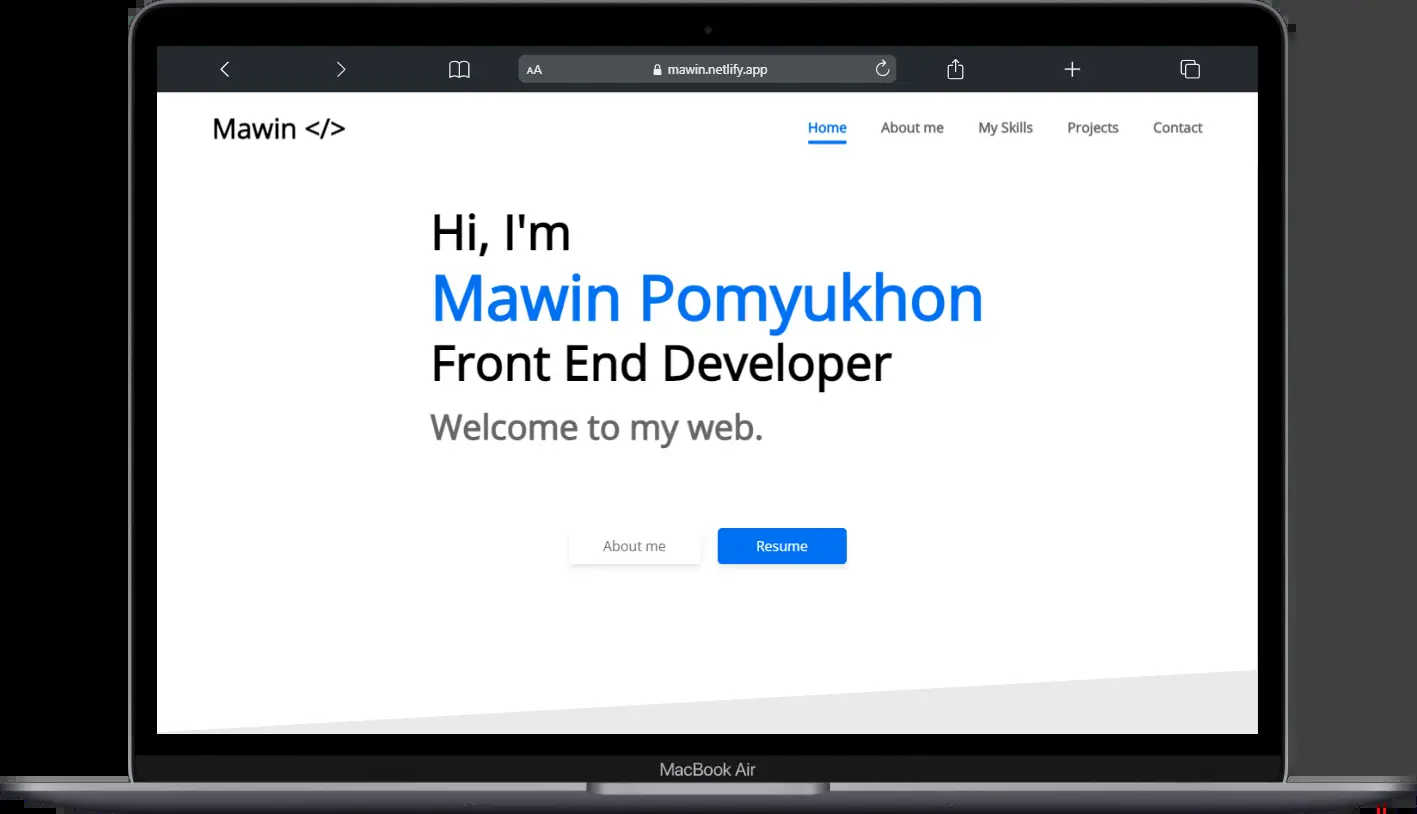 AA mawin.netlify.app
Mawin </>
Home About me My Skills Projects Contact
Hi, I'm
Mawin Pomyukhon
Front End Developer
Welcome to my web.
About me Resume
MacBook Air